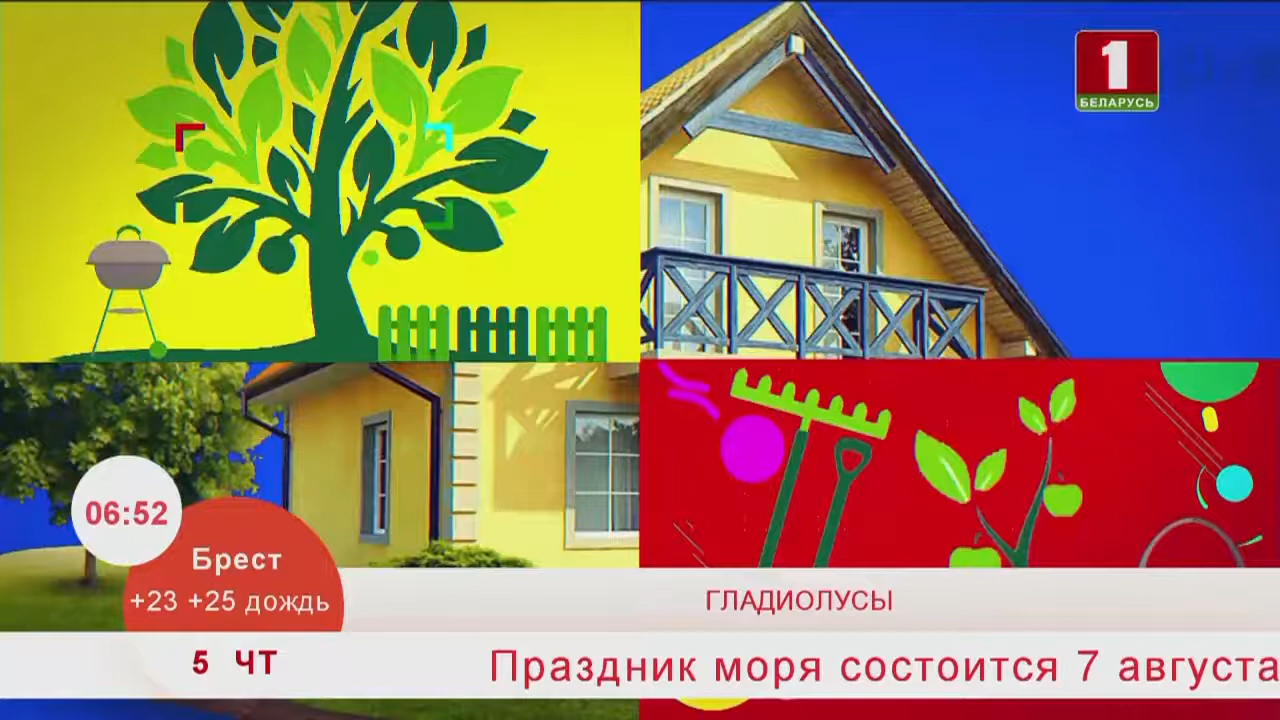 1
БЕЛАРУСЬ
06:52
Брест
+23 +25 дождь
ГЛАДИОЛУСЫ
5 ЧТ
Праздник моря состоится 7 августа